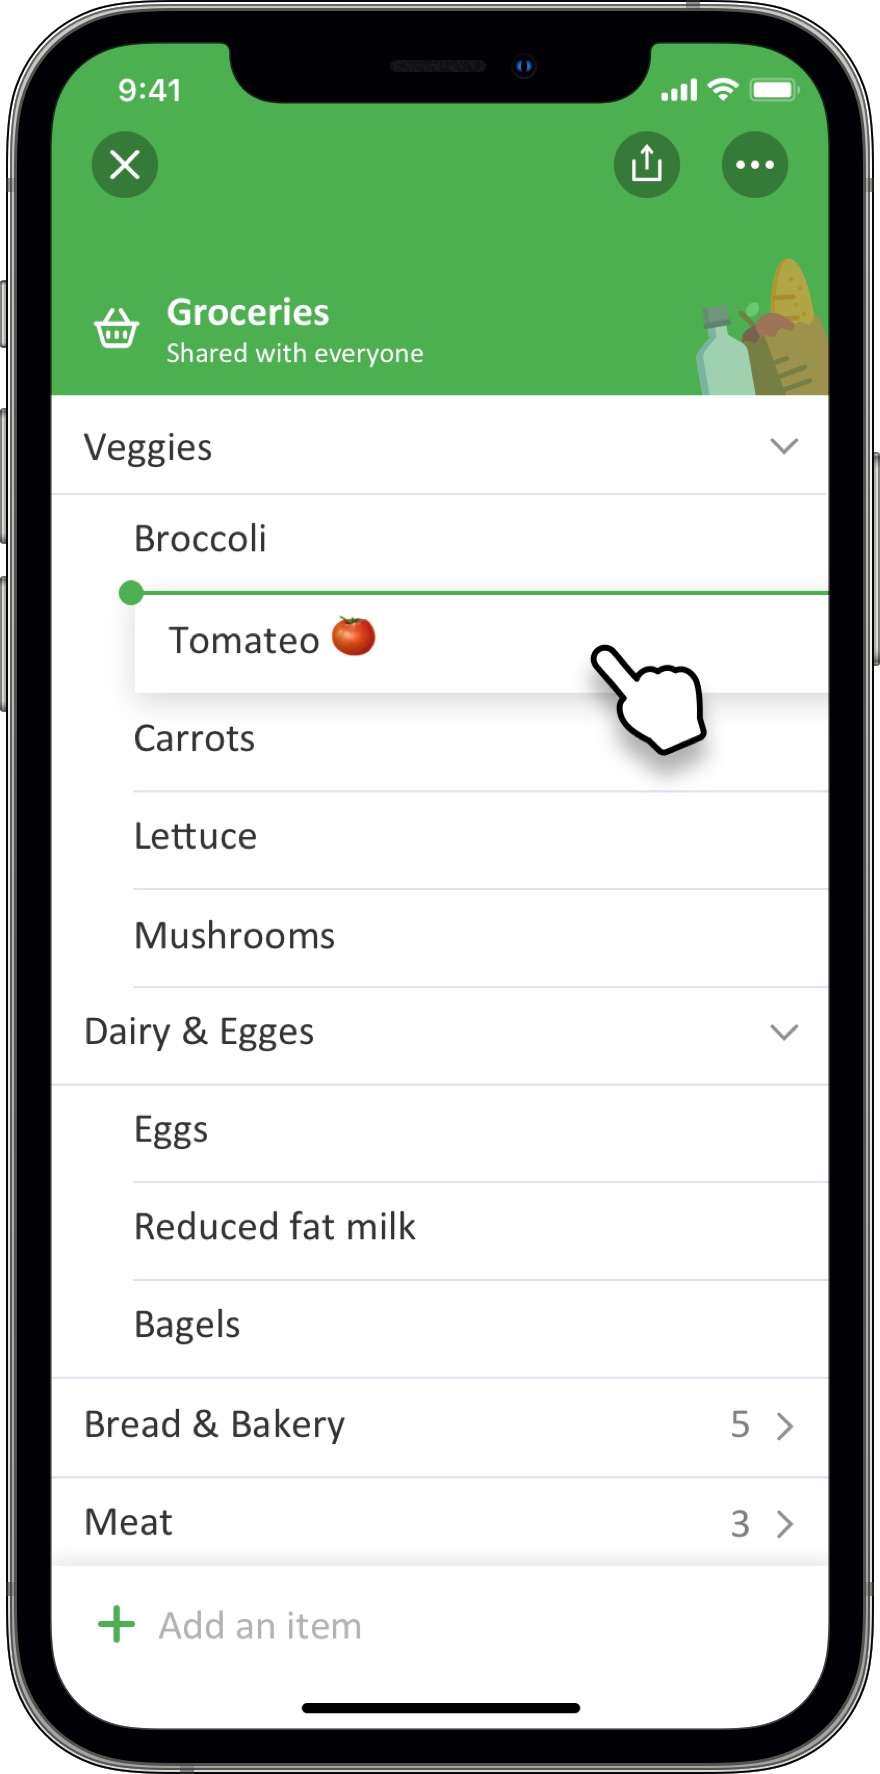 9:41
Groceries
Shared with everyone
Veggies
Broccoli
Tomateo 🍅
Carrots
Lettuce
Mushrooms
Dairy & Egges
Eggs
Reduced fat milk
Bagels
Bread & Bakery 5
Meat 3
Add an item